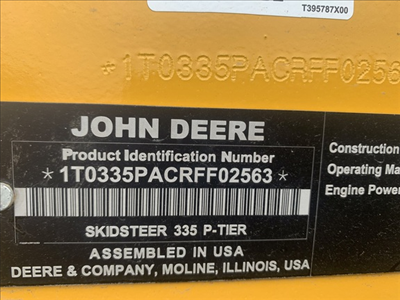 T395787X00
*1T0335PACRFF02563
JOHN DEERE
Product Identification Number
*1T0335PACRFF02563*
SKIDSTEER 335 P-TIER
ASSEMBLED IN USA
DEERE & COMPANY, MOLINE, ILLINOIS, USA
Construction
Operating Ma
Engine Power